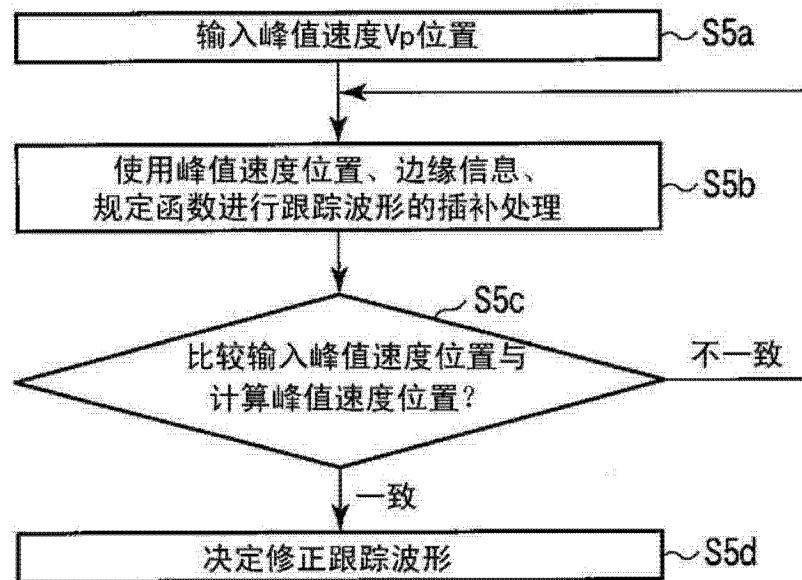 输入峰值速度Vp位置
S5a
使用峰值速度位置、边缘信息、
规定函数进行跟踪波形的插补处理
S5b
S5c
比较输入峰值速度位置与
计算峰值速度位置?
不一致
一致
决定修正跟踪波形
S5d